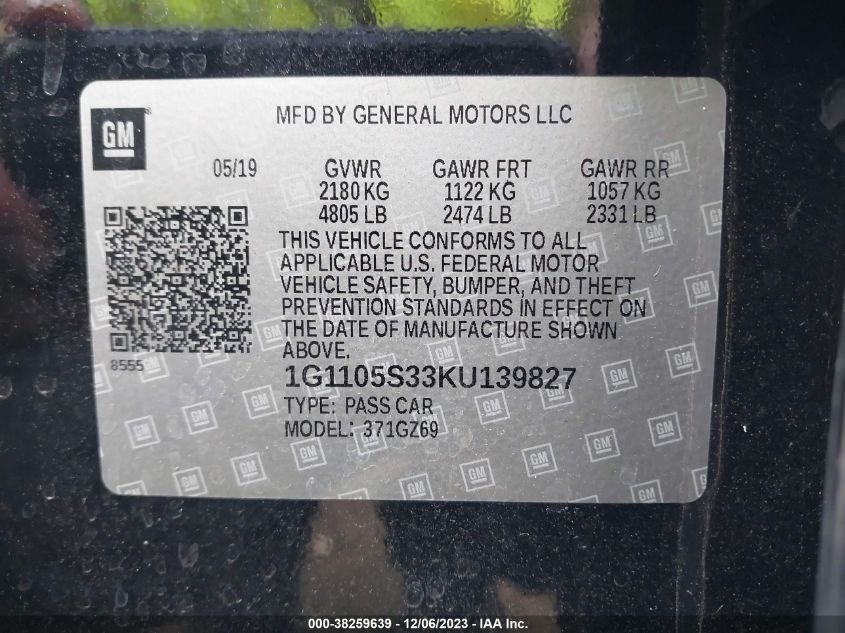 GM
MFD BY GENERAL MOTORS LLC
05/19 GVWR GAWR FRT GAWR RR
2180 KG 1122 KG 1057 KG
4805 LB 2474 LB 2331 LB
THIS VEHICLE CONFORMS TO ALL
APPLICABLE U.S. FEDERAL MOTOR
VEHICLE SAFETY, BUMPER, AND THEFT
PREVENTION STANDARDS IN EFFECT ON
THE DATE OF MANUFACTURE SHOWN
ABOVE.
8555
1G1105S33KU139827
TYPE: PASS CAR
MODEL: 371GZ69
000-38259639 - 12/06/2023 - IAA Inc.